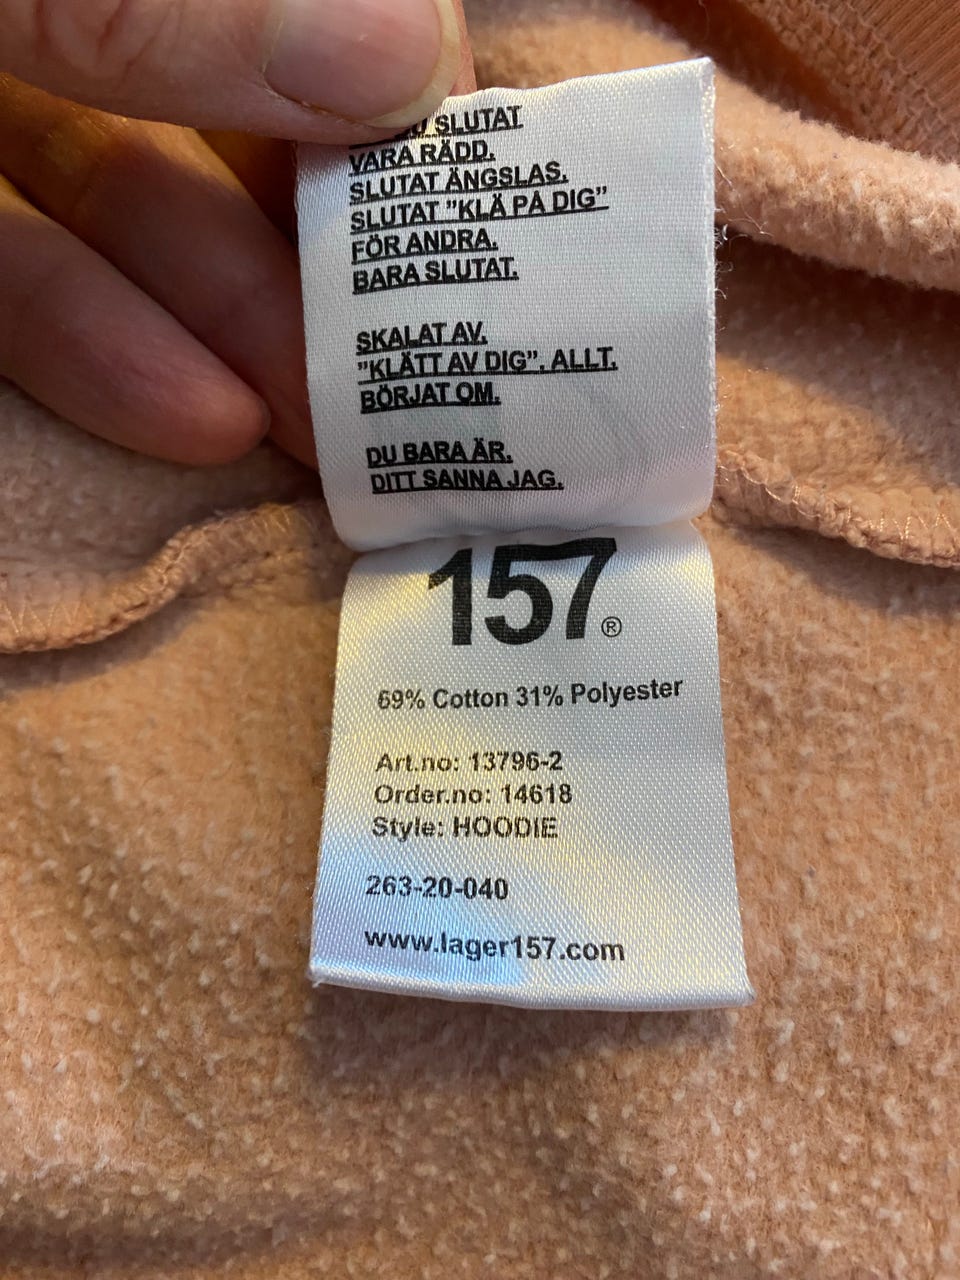 SLUTAT
VARA RÄDD.
SLUTAT ÄNGSLAS.
SLUTAT ”KLÄ PÅ DIG”
FÖR ANDRA.
BARA SLUTAT.
SKALAT AV.
”KLÄTT AV DIG”. ALLT.
BÖRJAT OM.
DU BARA ÄR.
DITT SANNA JAG.
157®
69% Cotton 31% Polyester
Art.no: 13796-2
Order.no: 14618
Style: HOODIE
263-20-040
www.lager157.com